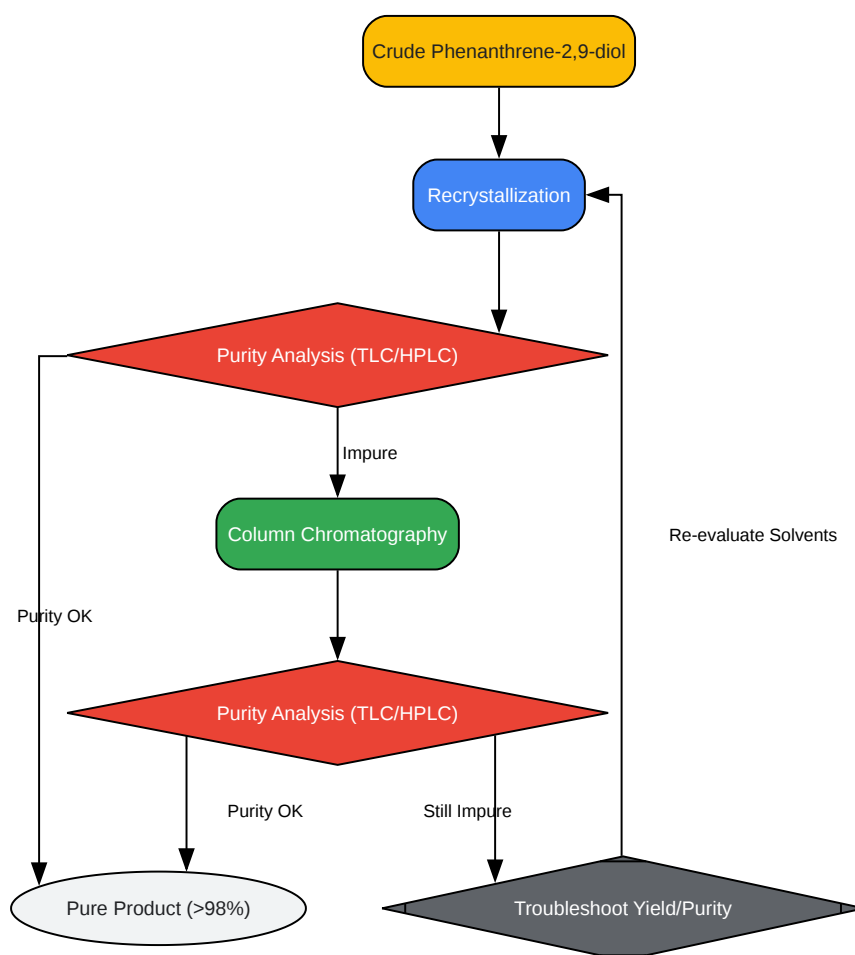 Crude Phenanthrene-2,9-diol
Recrystallization
Purity Analysis (TLC/HPLC)
Impure
Column Chromatography
Re-evaluate Solvents
Purity OK
Purity Analysis (TLC/HPLC)
Purity OK
Still Impure
Pure Product (>98%)
Troubleshoot Yield/Purity